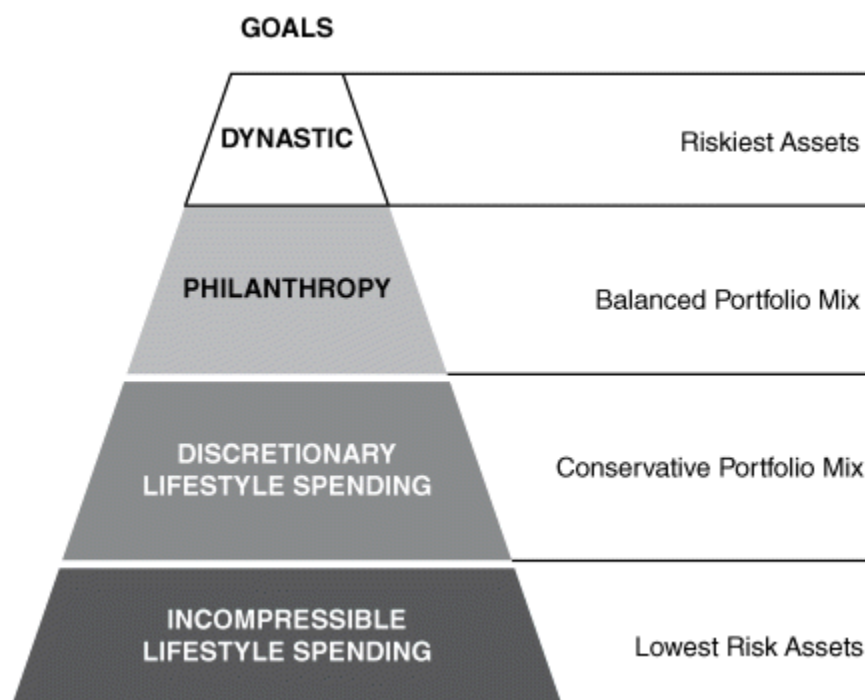 GOALS
DYNASTIC
Riskiest Assets
PHILANTHROPY
Balanced Portfolio Mix
DISCRETIONARY
LIFESTYLE SPENDING
Conservative Portfolio Mix
INCOMPRESSIBLE
LIFESTYLE SPENDING
Lowest Risk Assets